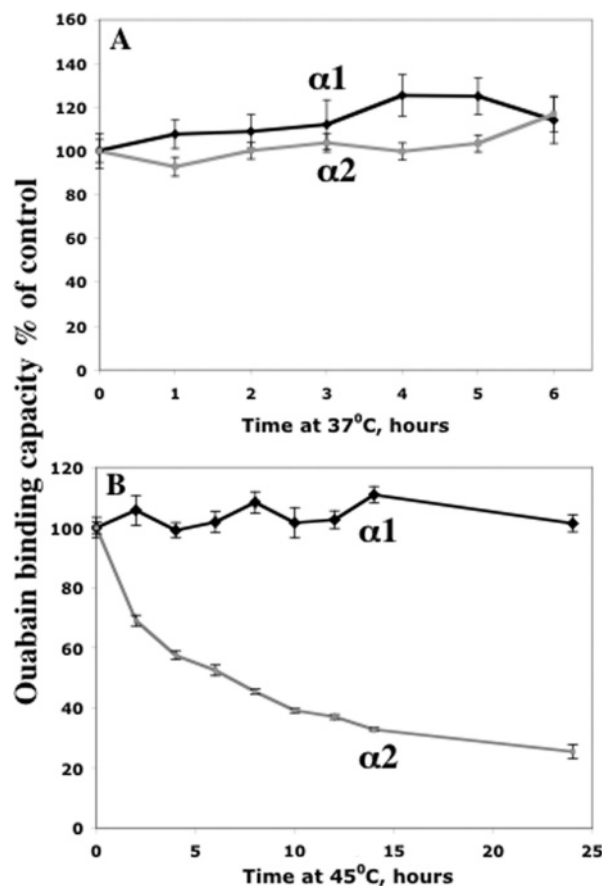 Ouabain binding capacity % of control
A
160
140
120
100
80
60
40
20
0
α1
α2
0 1 2 3 4 5 6
Time at 37⁰C, hours
B
120
100
80
60
40
20
0
α1
α2
0 5 10 15 20 25
Time at 45⁰C, hours